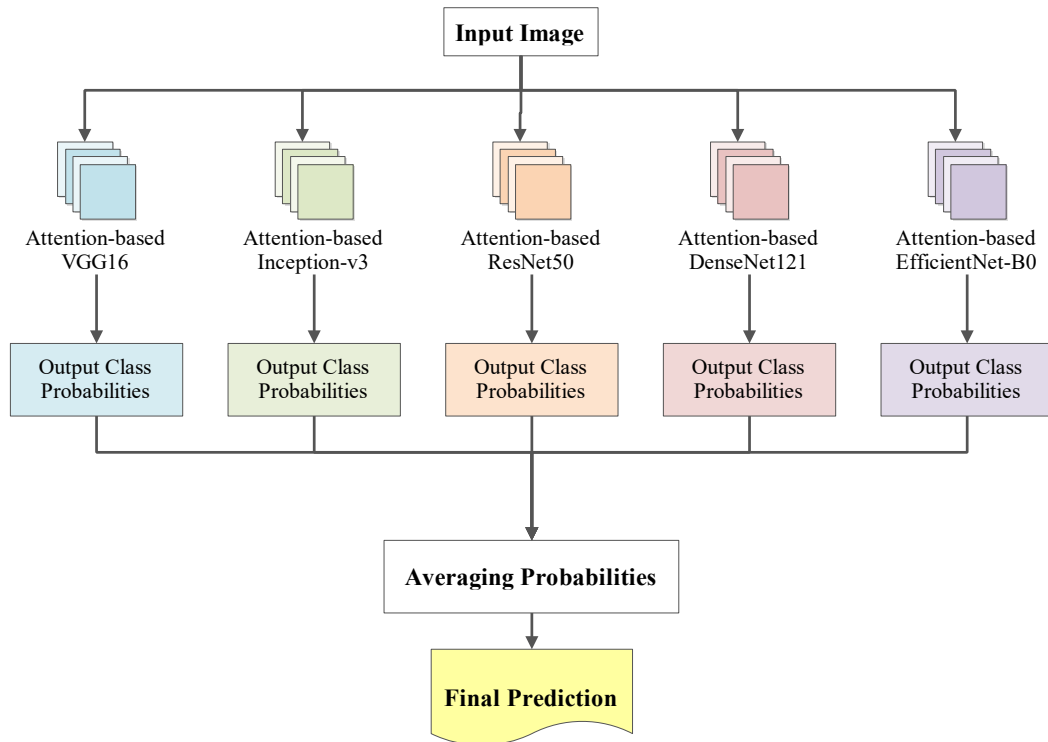 Input Image
Attention-based
VGG16
Attention-based
Inception-v3
Attention-based
ResNet50
Attention-based
DenseNet121
Attention-based
EfficientNet-B0
Output Class
Probabilities
Output Class
Probabilities
Output Class
Probabilities
Output Class
Probabilities
Output Class
Probabilities
Averaging Probabilities
Final Prediction